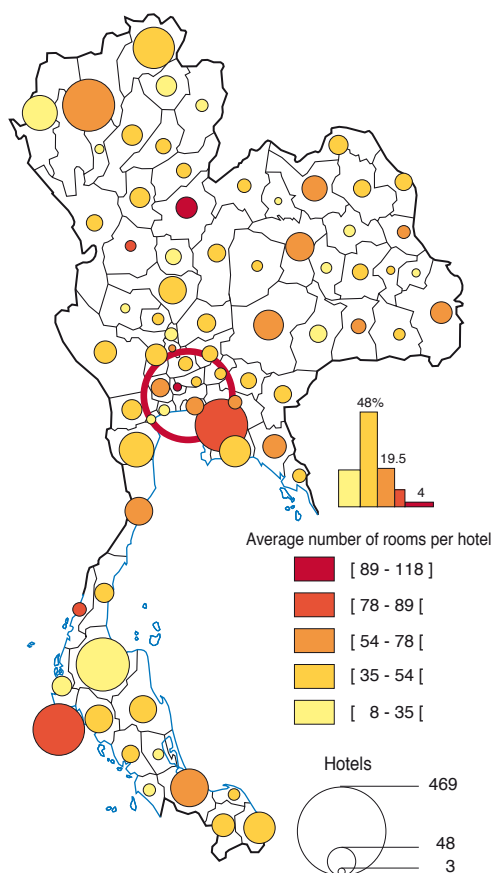 48%
19.5
4
Average number of rooms per hotel
[ 89 - 118 ]
[ 78 - 89 [
[ 54 - 78 [
[ 35 - 54 [
[ 8 - 35 [
Hotels
469
48
3